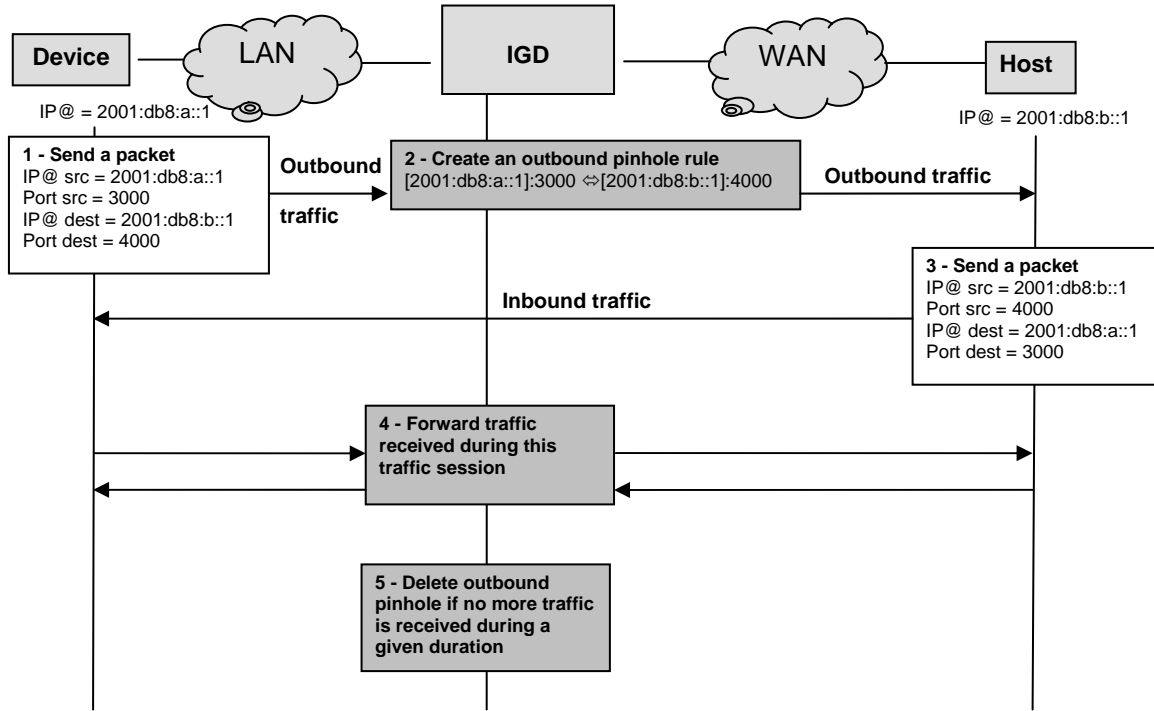 Device
LAN
IGD
WAN
Host
IP@ = 2001:db8:a::1
IP@ = 2001:db8:b::1
1 - Send a packet
IP@ src = 2001:db8:a::1
Port src = 3000
IP@ dest = 2001:db8:b::1
Port dest = 4000
Outbound
traffic
2 - Create an outbound pinhole rule
[2001:db8:a::1]:3000 ⇔[2001:db8:b::1]:4000
Outbound traffic
3 - Send a packet
IP@ src = 2001:db8:b::1
Port src = 4000
IP@ dest = 2001:db8:a::1
Port dest = 3000
Inbound traffic
4 - Forward traffic
received during this
traffic session
5 - Delete outbound
pinhole if no more traffic
is received during a
given duration